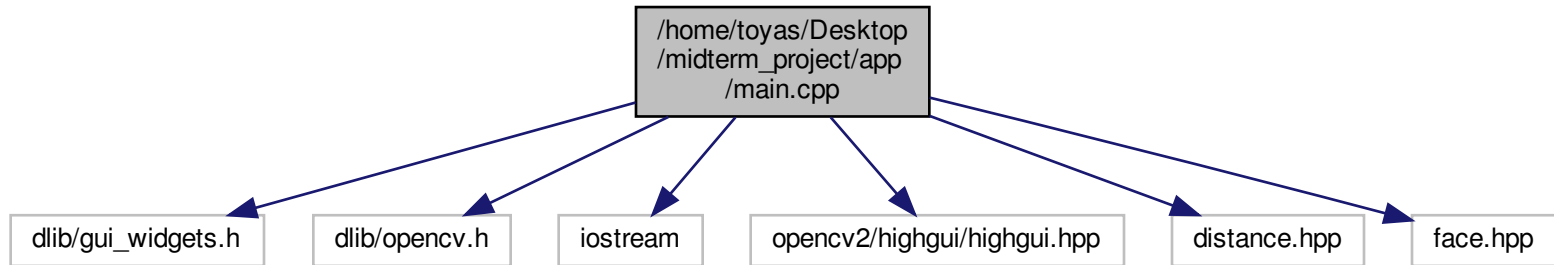 /home/toyas/Desktop
/midterm_project/app
/main.cpp
dlib/gui_widgets.h
dlib/opencv.h
iostream
opencv2/highgui/highgui.hpp
distance.hpp
face.hpp